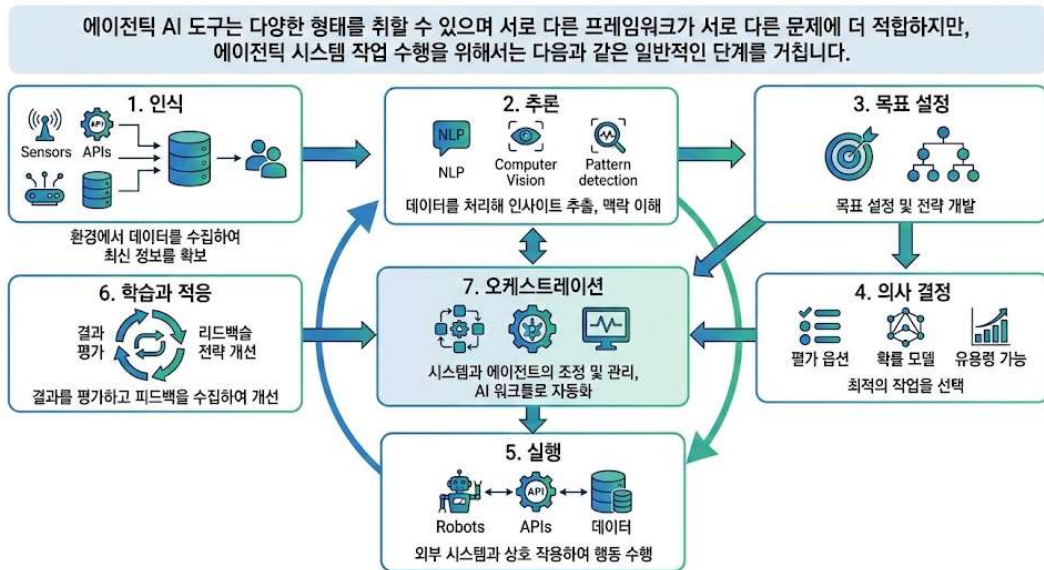 에이전틱 AI 도구는 다양한 형태를 취할 수 있으며 서로 다른 프레임워크가 서로 다른 문제에 더 적합하지만,
에이전틱 시스템 작업 수행을 위해서는 다음과 같은 일반적인 단계를 거칩니다.
1. 인식
API
Sensors
APIs
환경에서 데이터를 수집하여
최신 정보를 확보
2. 추론
NLP
NLP
Computer
Vision
Pattern
detection
데이터를 처리해 인사이트 추출, 맥락 이해
3. 목표 설정
목표 설정 및 전략 개발
6. 학습과 적응
결과
평가
리드백슬
전략 개선
결과를 평가하고 피드백을 수집하여 개선
7. 오케스트레이션
시스템과 에이전트의 조정 및 관리,
AI 워크플로 자동화
4. 의사 결정
펼가 옵션
확률 모델
유용령 가능
최적의 작업을 선택
5. 실행
API
Robots
APIs
데이터
외부 시스템과 상호 작용하여 행동 수행